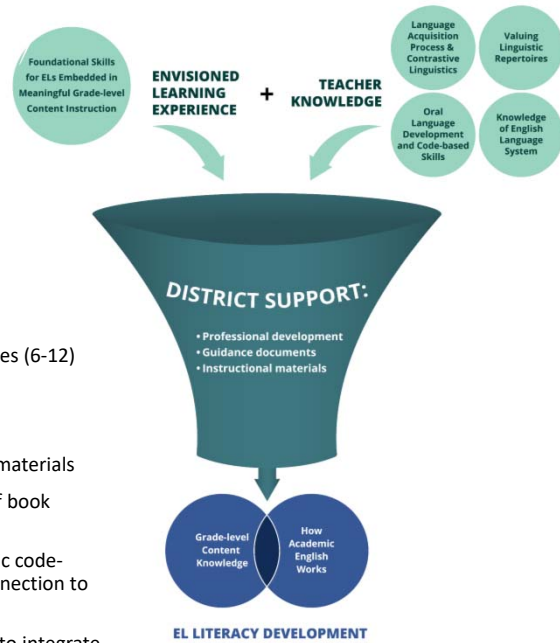 Foundational Skills
for ELs Embedded in
Meaningful Grade-level
Content Instruction
ENVISIONED
LEARNING
EXPERIENCE
+
TEACHER
KNOWLEDGE
Language
Acquisition
Process &
Contrastive
Linguistics
Valuing
Linguistic
Repertoires
Oral
Language
Development
and Code-based
Skills
Knowledge
of English
Language
System
DISTRICT SUPPORT:
• Professional development
• Guidance documents
• Instructional materials
es (6-12)
materials
f book
ic code-
nection to
to integrate
Grade-level
Content
Knowledge
How
Academic
English
Works
EL LITERACY DEVELOPMENT